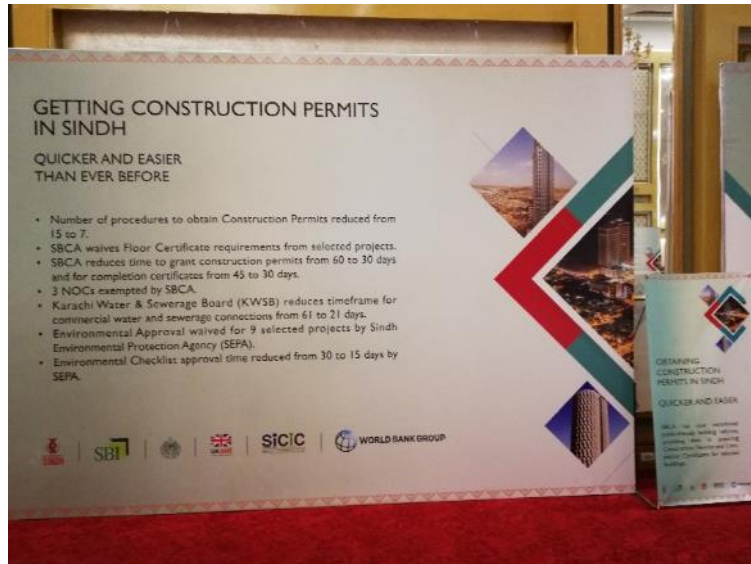 GETTING CONSTRUCTION PERMITS
IN SINDH
QUICKER AND EASIER
THAN EVER BEFORE
• Number of procedures to obtain Construction Permits reduced from
15 to 7.
• SBCA waives Floor Certificate requirements from selected projects.
• SBCA reduces time to grant construction permits from 60 to 30 days
and for completion certificates from 45 to 30 days.
• 3 NOCs exempted by SBCA.
• Karachi Water & Sewerage Board (KWSB) reduces timeframe for
commercial water and sewerage connections from 61 to 21 days.
• Environmental Approval waived for 9 selected projects by Sindh
Environmental Protection Agency (SEPA).
• Environmental Checklist approval time reduced from 30 to 15 days by
SEPA.
SBI
UKaid
SICIC
WORLD BANK GROUP
OBTAINING
CONSTRUCTION
PERMITS IN SINDH
QUICKER AND EASIER